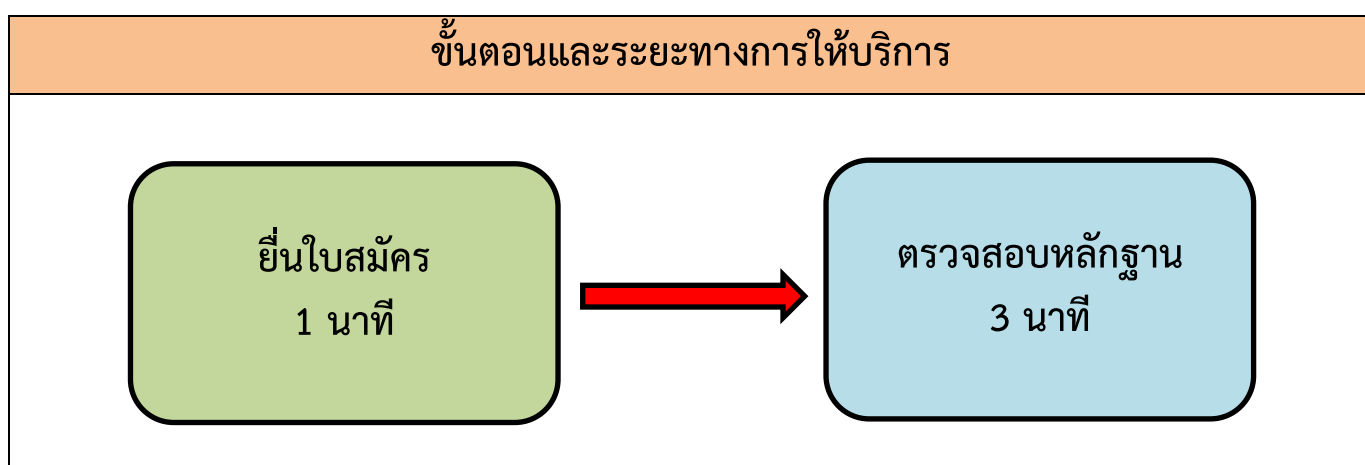 ขั้นตอนและระยะทางการให้บริการ
ยื่นใบสมัคร
1 นาที
ตรวจสอบหลักฐาน
3 นาที